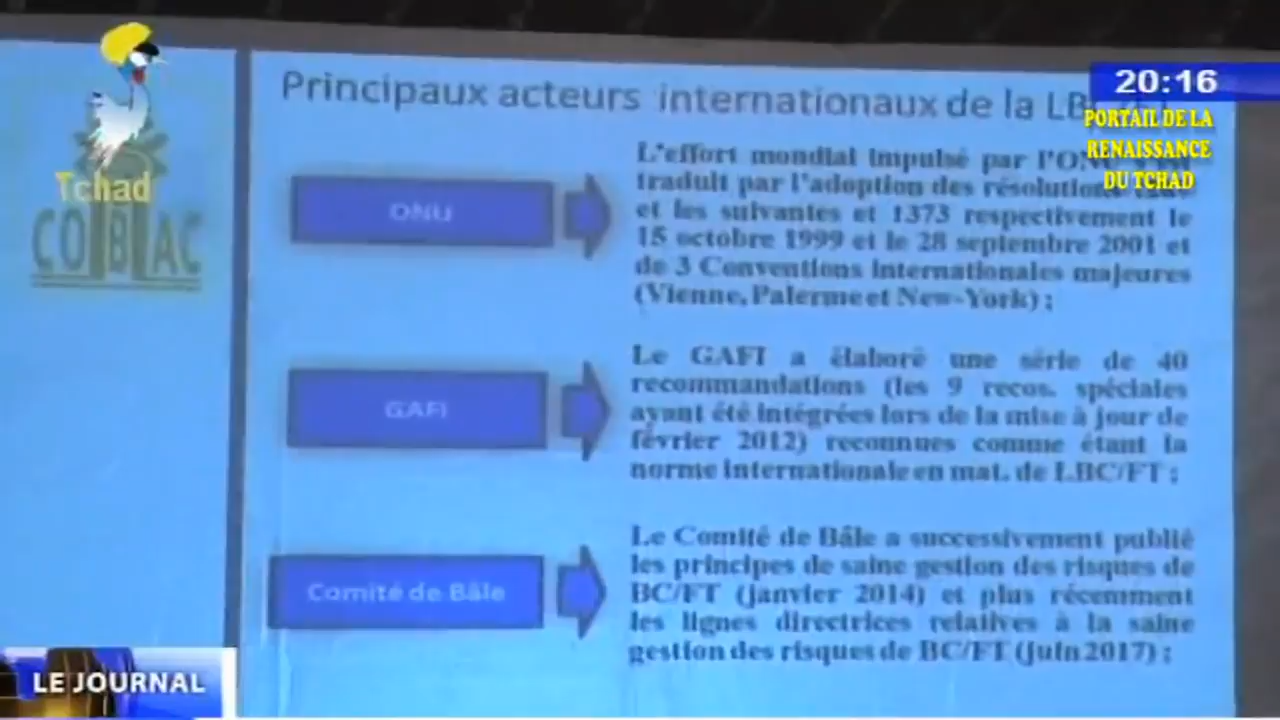 Principaux acteurs internationaux de la LBC/FT
20:16
PORTAIL DE LA
RENAISSANCE
DU TCHAD
Tchad
COBAC
ONU
L'effort mondial impulsé par l'ONU
traduit par l'adoption des résolutions
et les suivantes et 1373 respectivement le
15 octobre 1999 et le 28 septembre 2001 et
de 3 Conventions internationales majeures
(Vienne, Palerme et New-York) ;
GAFI
Le GAFI a élaboré une série de 40
recommandations (les 9 recos. spéciales
ayant été intégrées lors de la mise à jour de
février 2012) reconnues comme étant la
norme internationale en mat. de LBC/FT ;
Comité de Bâle
Le Comité de Bâle a successivement publié
les principes de saine gestion des risques de
BC/FT (janvier 2014) et plus récemment
les lignes directrices relatives à la saine
gestion des risques de BC/FT (juin 2017) ;
LE JOURNAL